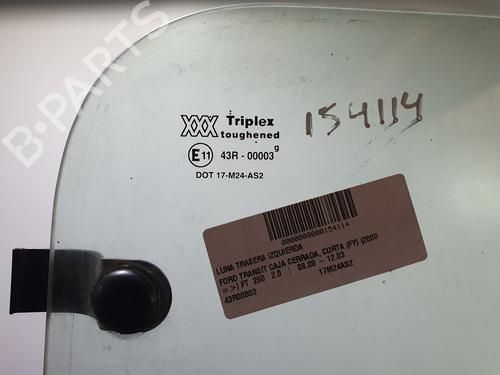 B-PARTS
XXX Triplex
toughened
154114
E11 43R - 00003 g
DOT 17-M24-AS2
0000000000154114
LUNA TRASERA IZQUIERDA
FORD TRANSIT CAJA CERRADA, CORTA (FY) (2000
=>) FT 260 2.0 | 08.00 - 12.03
17M24AS2
43R00003